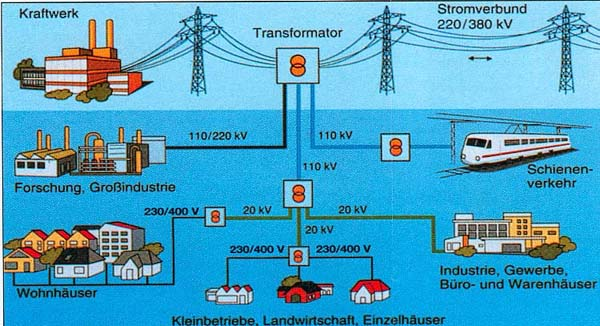 Kraftwerk
Transformator
Stromverbund
220/380 kV
110/220 kV
110 kV
110 kV
Forschung, Großindustrie
Schienen-
verkehr
230/400 V
20 kV
20 kV
20 kV
230/400 V
230/400 V
Wohnhäuser
Industrie, Gewerbe,
Büro- und Warenhäuser
Kleinbetriebe, Landwirtschaft, Einzelhäuser